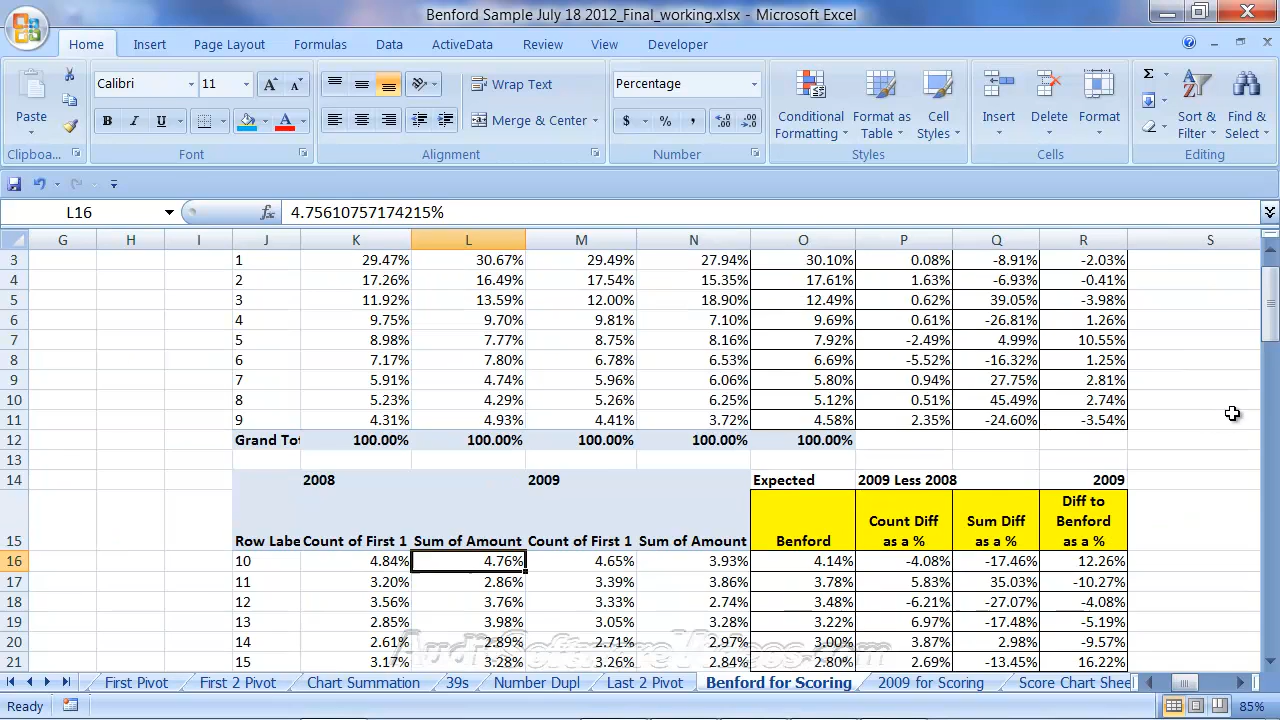 Benford Sample July 18 2012_Final_working.xlsx - Microsoft Excel
Home Insert Page Layout Formulas Data ActiveData Review View Developer
Calibri 11 Wrap Text Percentage
Paste Merge & Center $ % , Conditional Formatting Format as Table Cell Styles Insert Delete Format Sort & Filter Find & Select
Clipboa... Font Alignment Number Styles Cells Editing
L16 fx 4.75610757174215%
G H I J K L M N O P Q R S
3 1 29.47% 30.67% 29.49% 27.94% 30.10% 0.08% -8.91% -2.03%
4 2 17.26% 16.49% 17.54% 15.35% 17.61% 1.63% -6.93% -0.41%
5 3 11.92% 13.59% 12.00% 18.90% 12.49% 0.62% 39.05% -3.98%
6 4 9.75% 9.70% 9.81% 7.10% 9.69% 0.61% -26.81% 1.26%
7 5 8.98% 7.77% 8.75% 8.16% 7.92% -2.49% 4.99% 10.55%
8 6 7.17% 7.80% 6.78% 6.53% 6.69% -5.52% -16.32% 1.25%
9 7 5.91% 4.74% 5.96% 6.06% 5.80% 0.94% 27.75% 2.81%
10 8 5.23% 4.29% 5.26% 6.25% 5.12% 0.51% 45.49% 2.74%
11 9 4.31% 4.93% 4.41% 3.72% 4.58% 2.35% -24.60% -3.54%
12 Grand Tot 100.00% 100.00% 100.00% 100.00% 100.00%
13
14 2008 2009 Expected 2009 Less 2008 2009
15 Row Labe Count of First 1 Sum of Amount Count of First 1 Sum of Amount Benford Count Diff as a % Sum Diff as a % Diff to Benford as a %
16 10 4.84% 4.76% 4.65% 3.93% 4.14% -4.08% -17.46% 12.26%
17 11 3.20% 2.86% 3.39% 3.86% 3.78% 5.83% 35.03% -10.27%
18 12 3.56% 3.76% 3.33% 2.74% 3.48% -6.21% -27.07% -4.08%
19 13 2.85% 3.98% 3.05% 3.28% 3.22% 6.97% -17.48% -5.19%
20 14 2.61% 2.89% 2.71% 2.97% 3.00% 3.87% 2.98% -9.57%
21 15 3.17% 3.28% 3.26% 2.84% 2.80% 2.69% -13.45% 16.22%
AuditSoftwareVideos.com
First Pivot First 2 Pivot Chart Summation 39s Number Dupl Last 2 Pivot Benford for Scoring 2009 for Scoring Score Chart Shee
Ready 85%